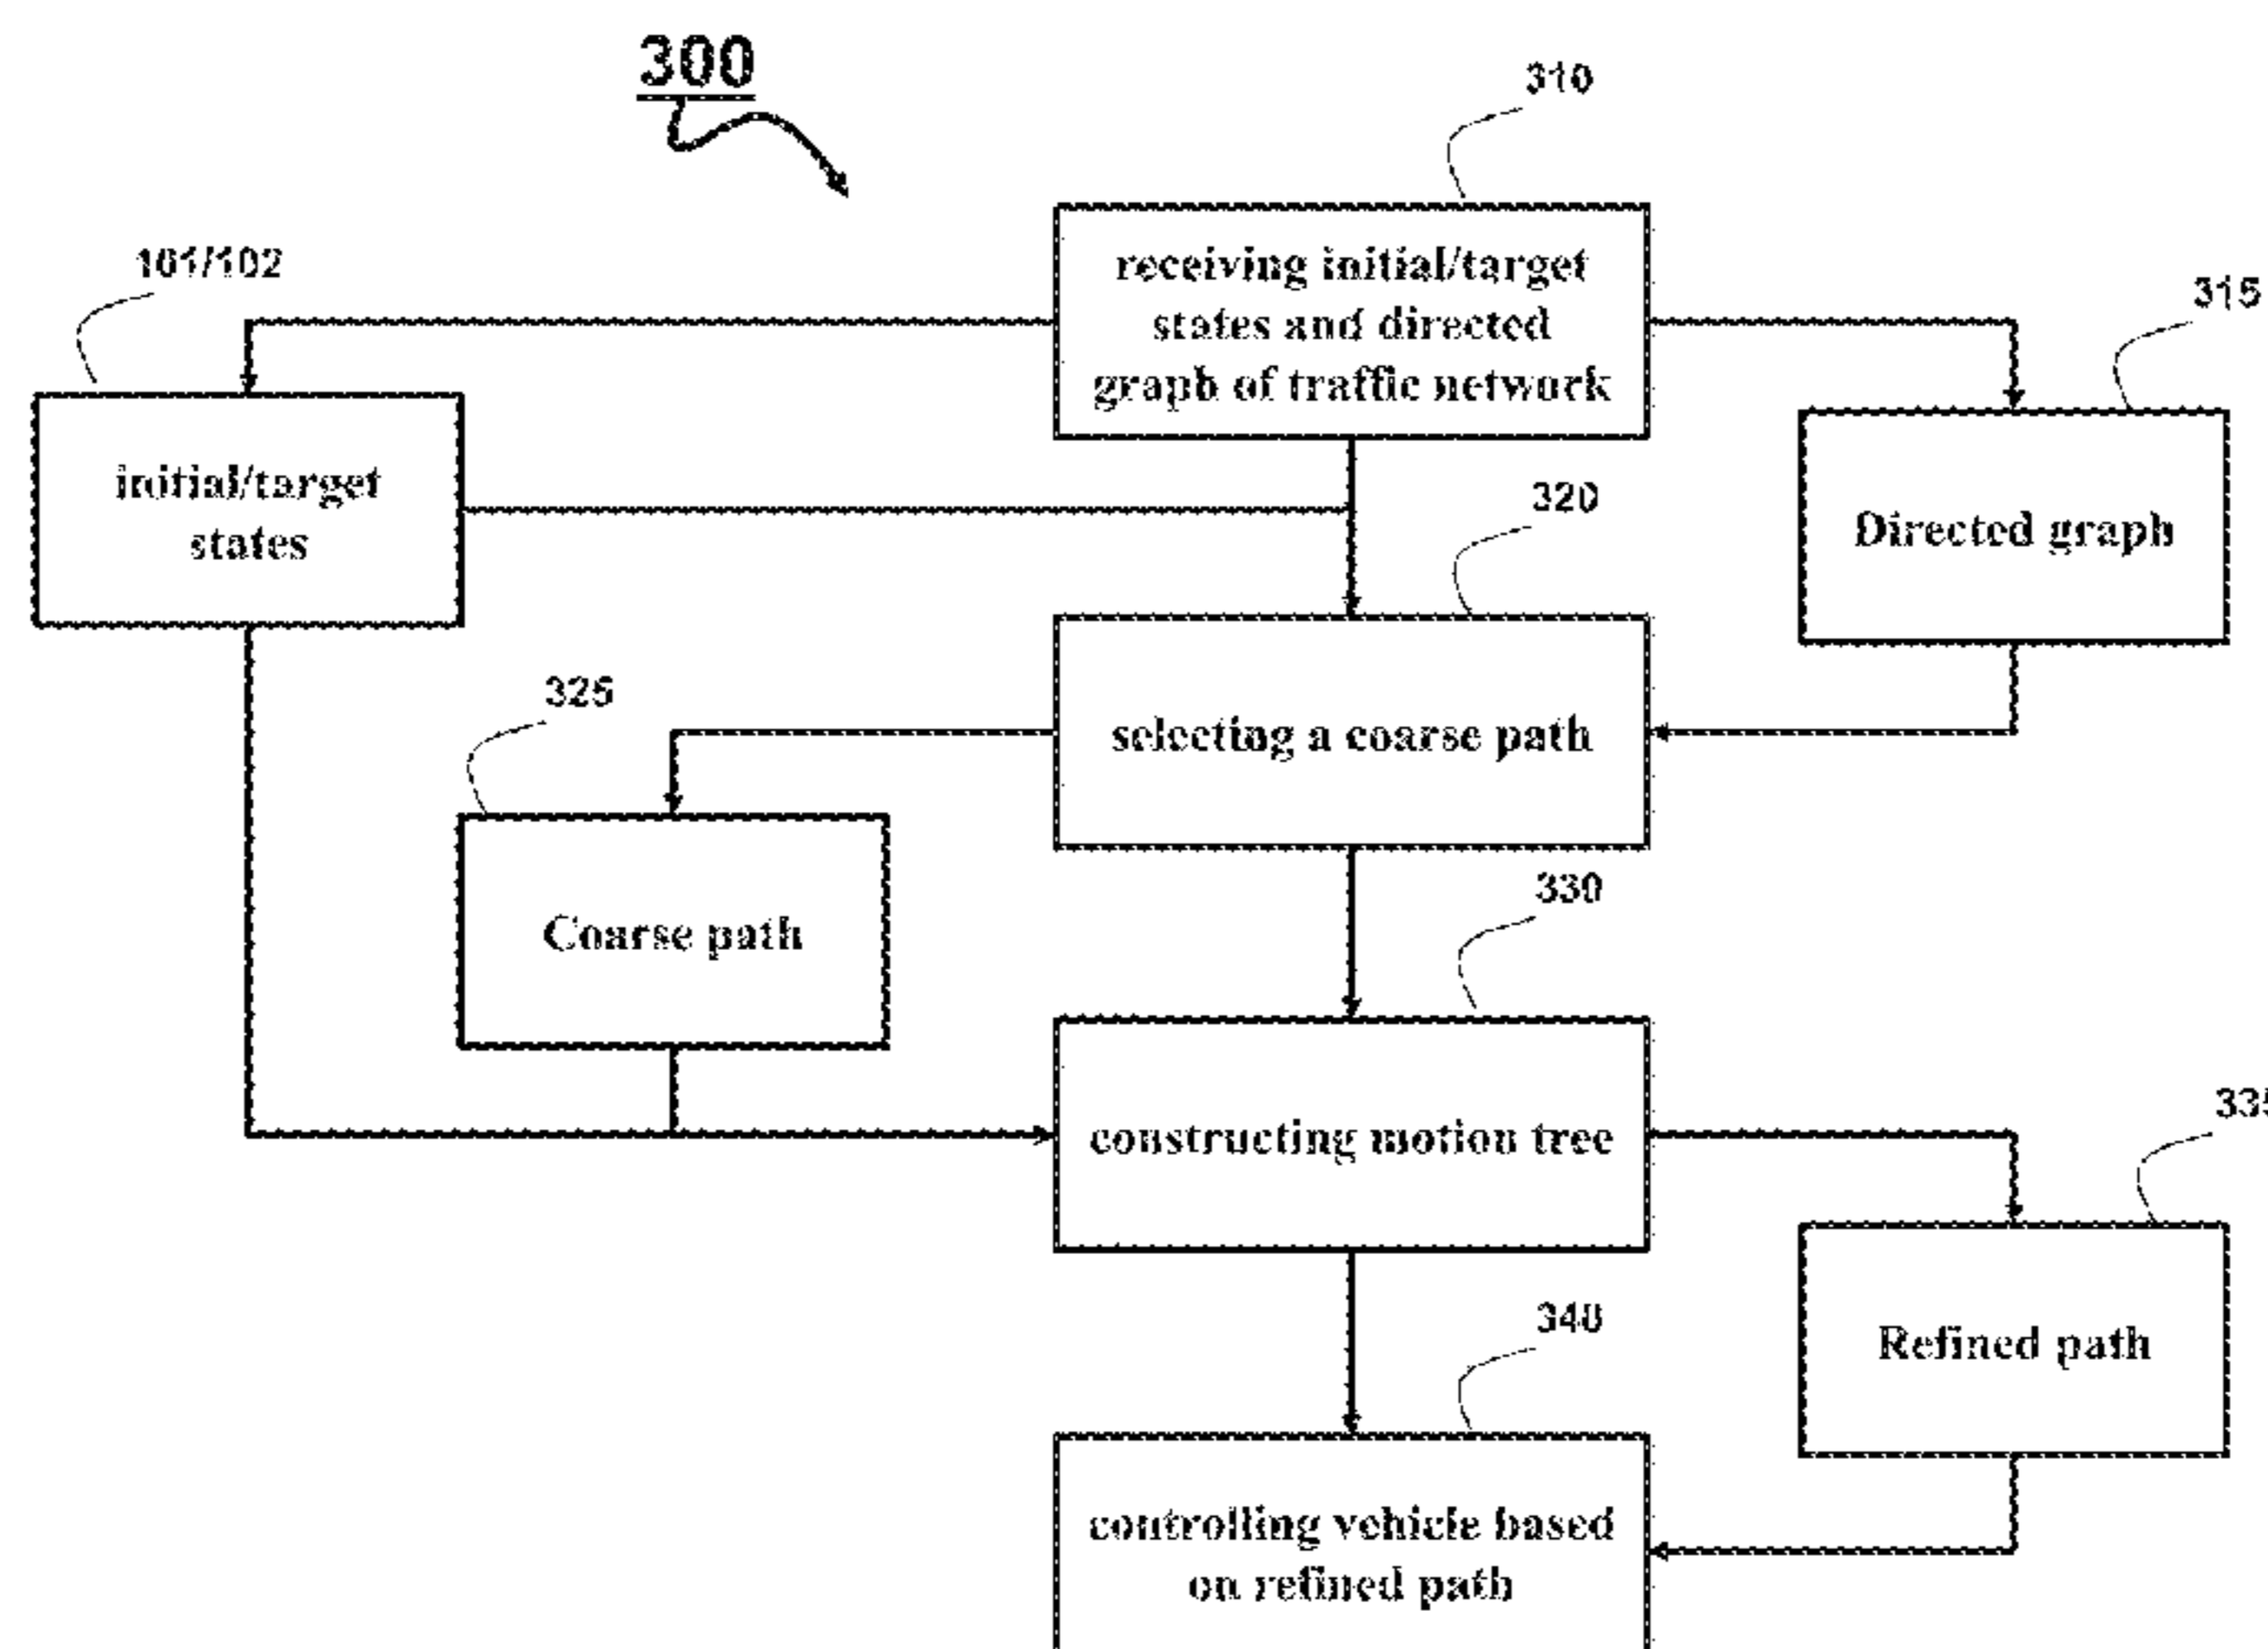 300
310
receiving initial/target
states and directed
graph of traffic network
101/102
initial/target
states
315
Directed graph
320
selecting a coarse path
325
Coarse path
330
constructing motion tree
335
Refined path
340
controlling vehicle based
on refined path